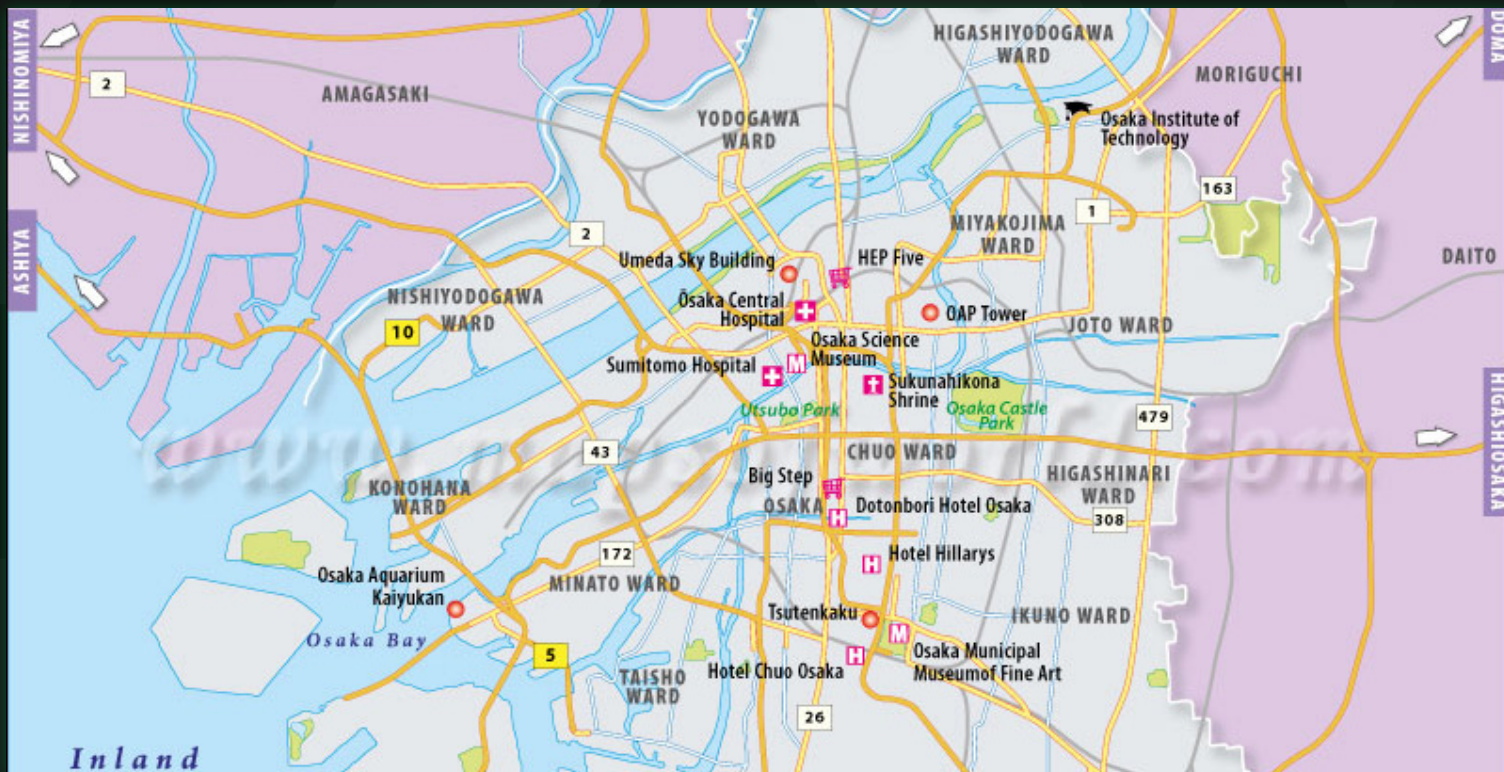 NISHINOMIYA
2
AMAGASAKI
HIGASHIYODOGAWA
WARD
DOMA
MORIGUCHI
YODOGAWA
WARD
Osaka Institute of
Technology
163
1
ASHIYA
2
MIYAKOJIMA
WARD
DAITO
Umeda Sky Building
HEP Five
NISHIYODOGAWA
WARD
Ōsaka Central
Hospital
OAP Tower
JOTO WARD
10
Osaka Science
Museum
Sumitomo Hospital
Sukunahikona
Shrine
M
Utsubo Park
Osaka Castle
Park
HIGASHIOSAKA
479
www.mapsofworld.com
43
CHUO WARD
KONOHANA
WARD
Big Step
HIGASHINARI
WARD
OSAKA
H
Dotonbori Hotel Osaka
308
172
H
Hotel Hillarys
Osaka Aquarium
Kaiyukan
MINATO WARD
Tsutenkaku
IKUNO WARD
Osaka Bay
M
5
Osaka Municipal
Museumof Fine Art
TAISHO
WARD
Hotel Chuo Osaka
H
26
Inland